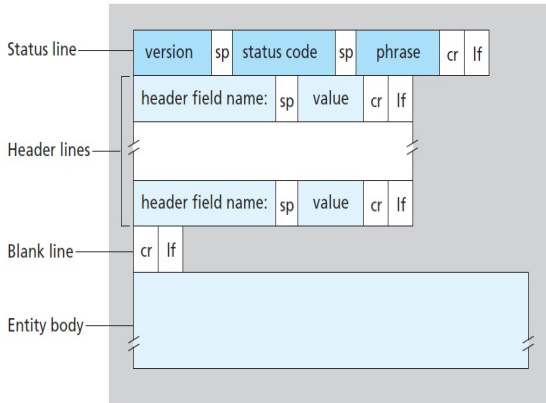 Status line
version sp status code sp phrase cr lf
header field name: sp value cr lf
Header lines
header field name: sp value cr lf
Blank line
cr lf
Entity body